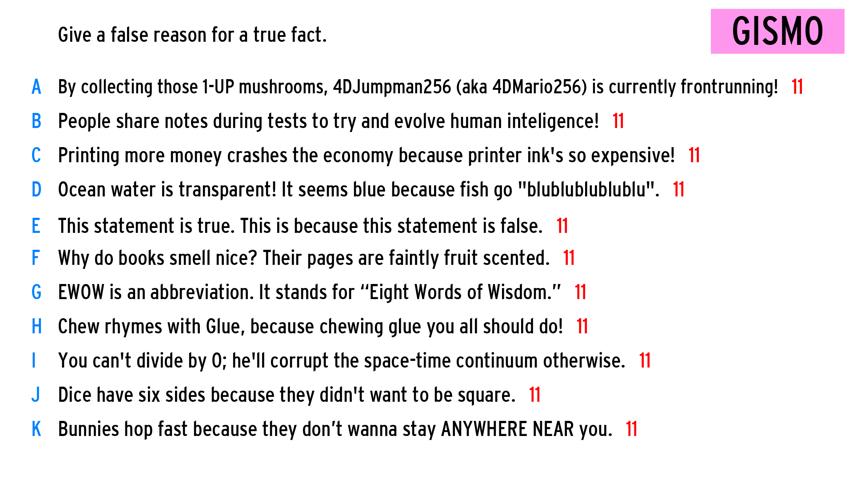 Give a false reason for a true fact.
GISMO
A By collecting those 1-UP mushrooms, 4DJumpman256 (aka 4DMario256) is currently frontrunning! 11
B People share notes during tests to try and evolve human inteligence! 11
C Printing more money crashes the economy because printer ink's so expensive! 11
D Ocean water is transparent! It seems blue because fish go "blublublublublu". 11
E This statement is true. This is because this statement is false. 11
F Why do books smell nice? Their pages are faintly fruit scented. 11
G EWOW is an abbreviation. It stands for “Eight Words of Wisdom.” 11
H Chew rhymes with Glue, because chewing glue you all should do! 11
I You can't divide by 0; he'll corrupt the space-time continuum otherwise. 11
J Dice have six sides because they didn't want to be square. 11
K Bunnies hop fast because they don’t wanna stay ANYWHERE NEAR you. 11